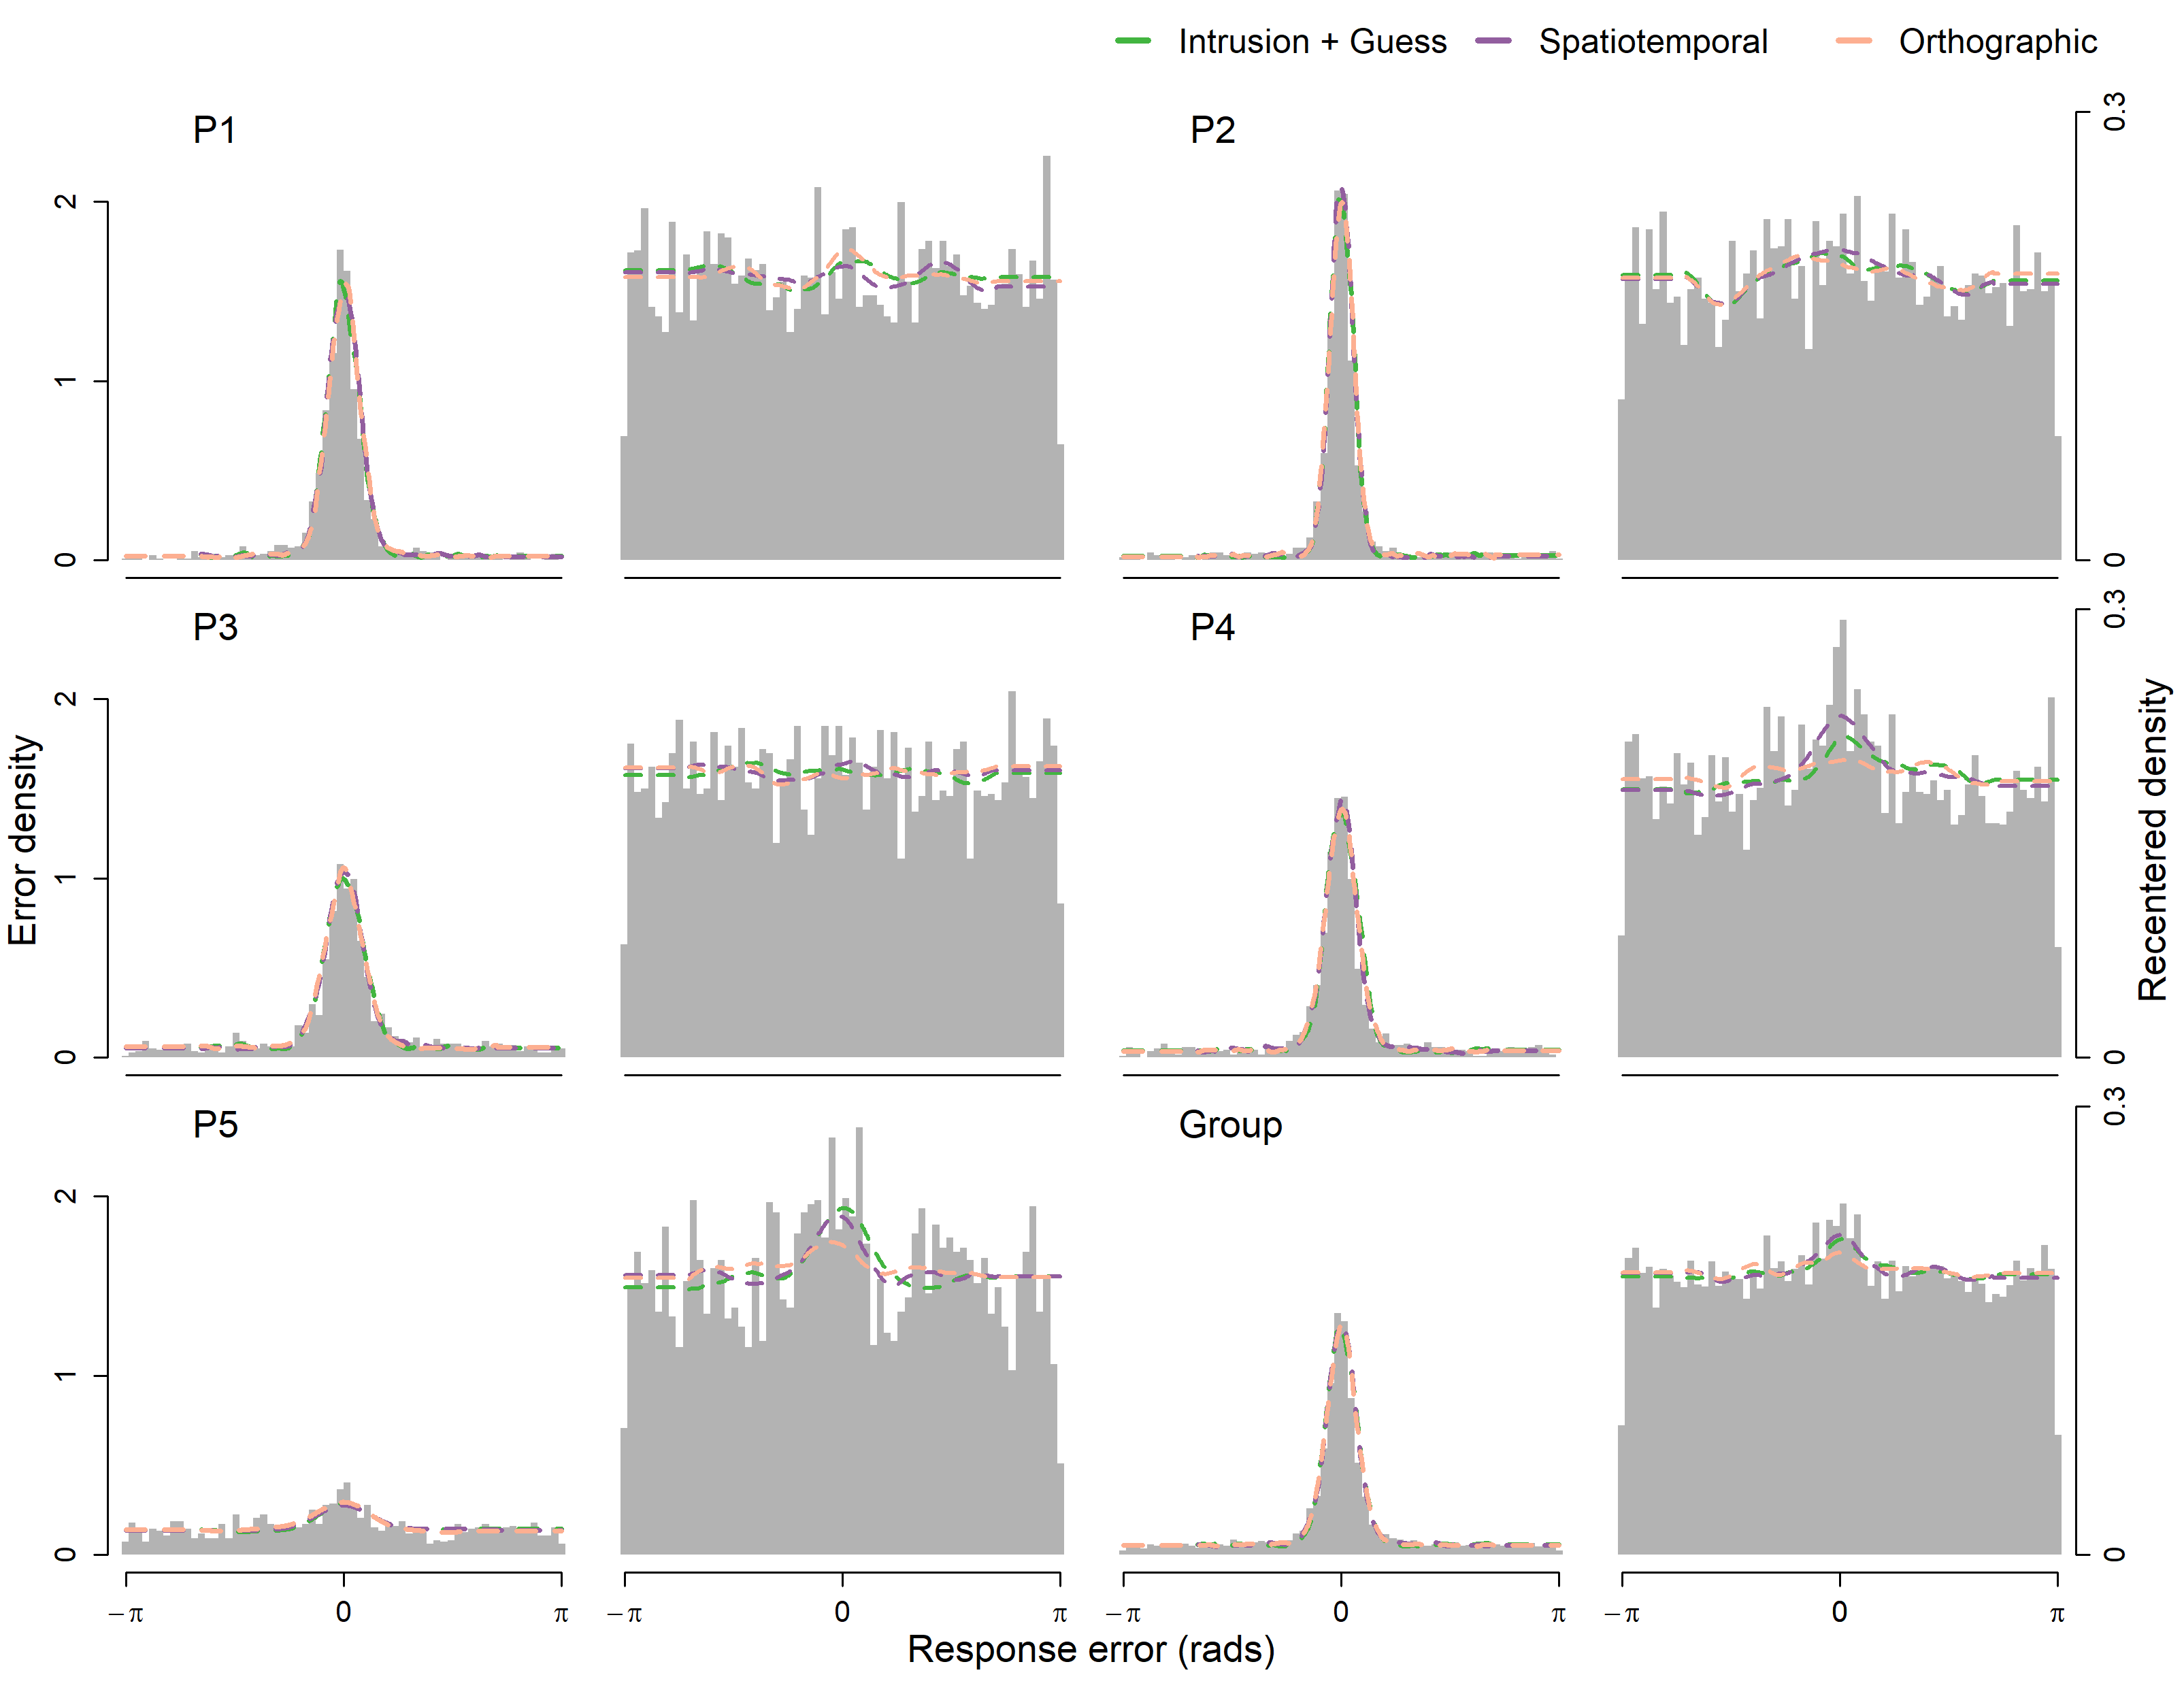 Intrusion + Guess Spatiotemporal Orthographic
P1
P2
0 1 2
0 0.3
P3
P4
0 1 2
0 0.3
P5
Group
0 1 2
0 0.3
Error density
Recentered density
−π 0 π −π 0 π −π 0 π −π 0 π
Response error (rads)